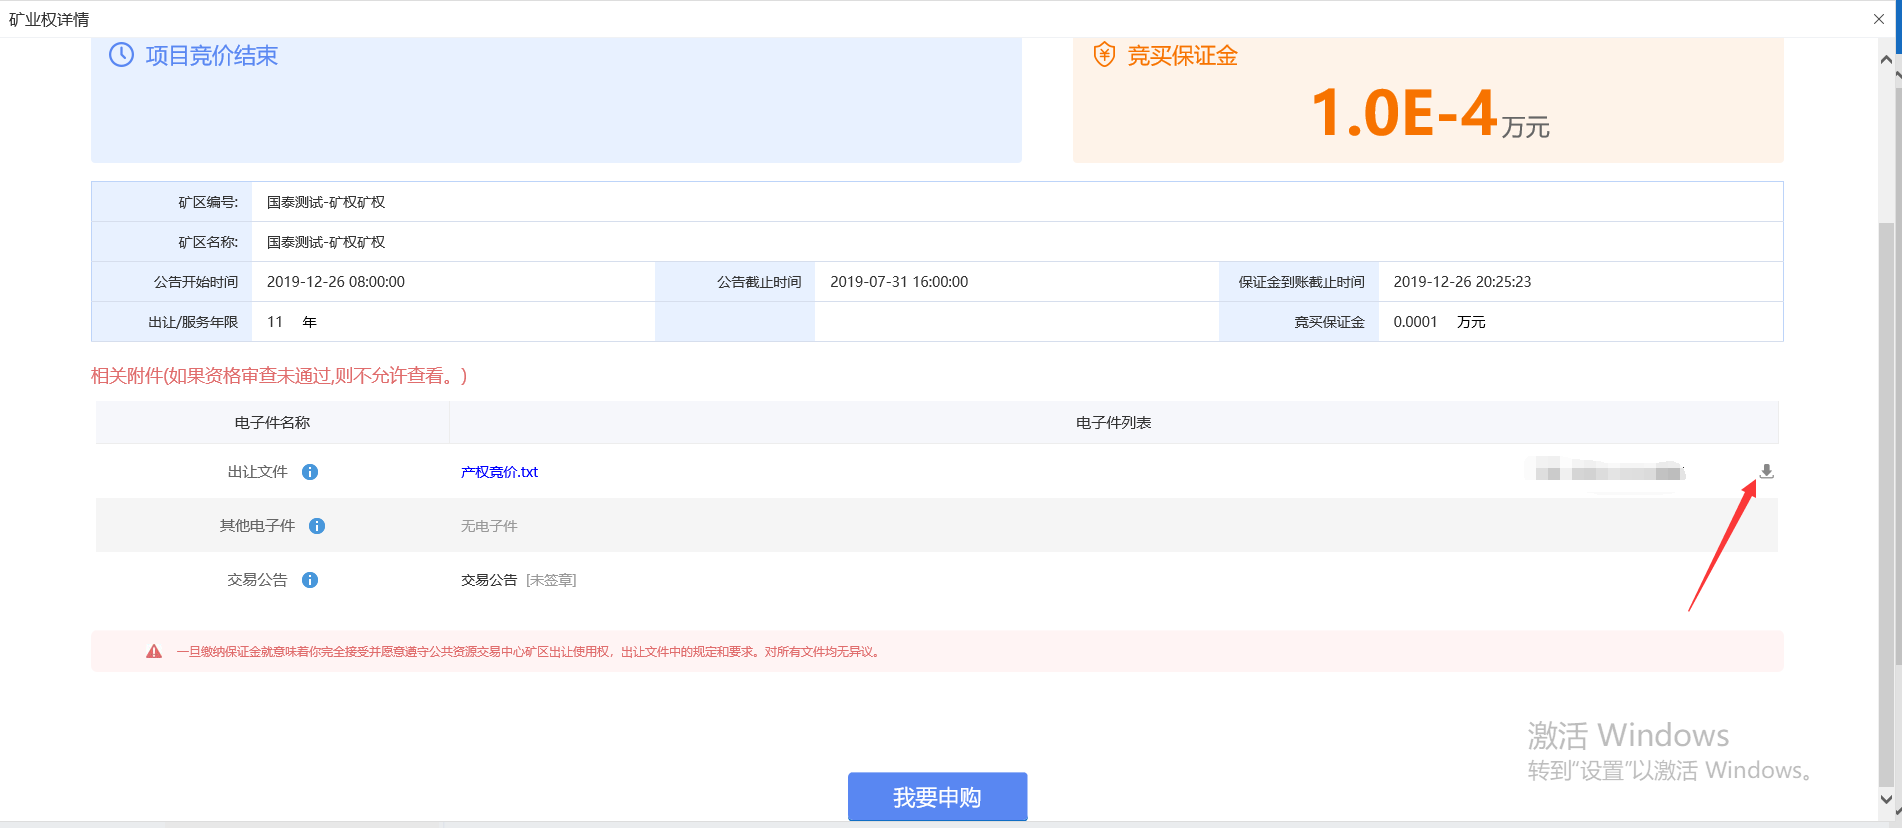 矿业权详情
项目竞价结束
竞买保证金
1.0E-4万元
矿区编号: 国泰测试-矿权矿权
矿区名称: 国泰测试-矿权矿权
公告开始时间 2019-12-26 08:00:00 公告截止时间 2019-07-31 16:00:00 保证金到账截止时间 2019-12-26 20:25:23
出让/服务年限 11 年 竞买保证金 0.0001 万元
相关附件(如果资格审查未通过,则不允许查看。)
电子件名称 电子件列表
出让文件 产权竞价.txt
其他电子件 无电子件
交易公告 交易公告 [未签章]
一旦缴纳保证金就意味着你完全接受并愿意遵守公共资源交易中心矿区出让使用权，出让文件中的规定和要求。对所有文件均无异议。
激活 Windows
转到“设置”以激活 Windows。
我要申购